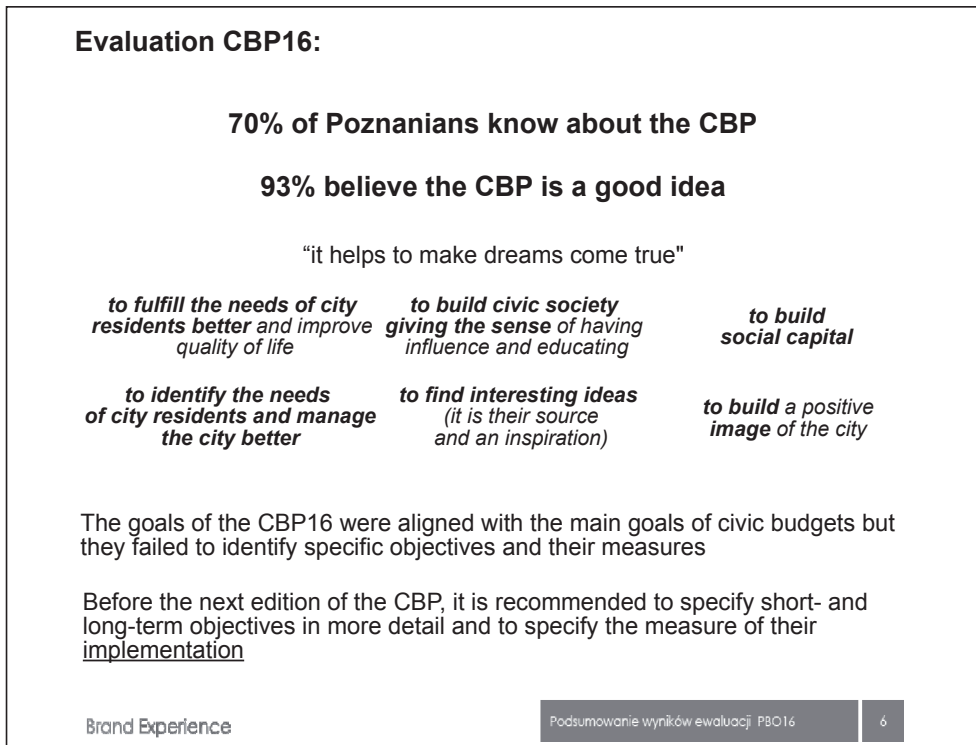 Evaluation CBP16:
70% of Poznanians know about the CBP
93% believe the CBP is a good idea
“it helps to make dreams come true"
to fulfill the needs of city
residents better and improve
quality of life
to build civic society
giving the sense of having
influence and educating
to build
social capital
to identify the needs
of city residents and manage
the city better
to find interesting ideas
(it is their source
and an inspiration)
to build a positive
image of the city
The goals of the CBP16 were aligned with the main goals of civic budgets but
they failed to identify specific objectives and their measures
Before the next edition of the CBP, it is recommended to specify short- and
long-term objectives in more detail and to specify the measure of their
implementation
Brand Experience
Podsumowanie wyników ewaluacji PBO16
6